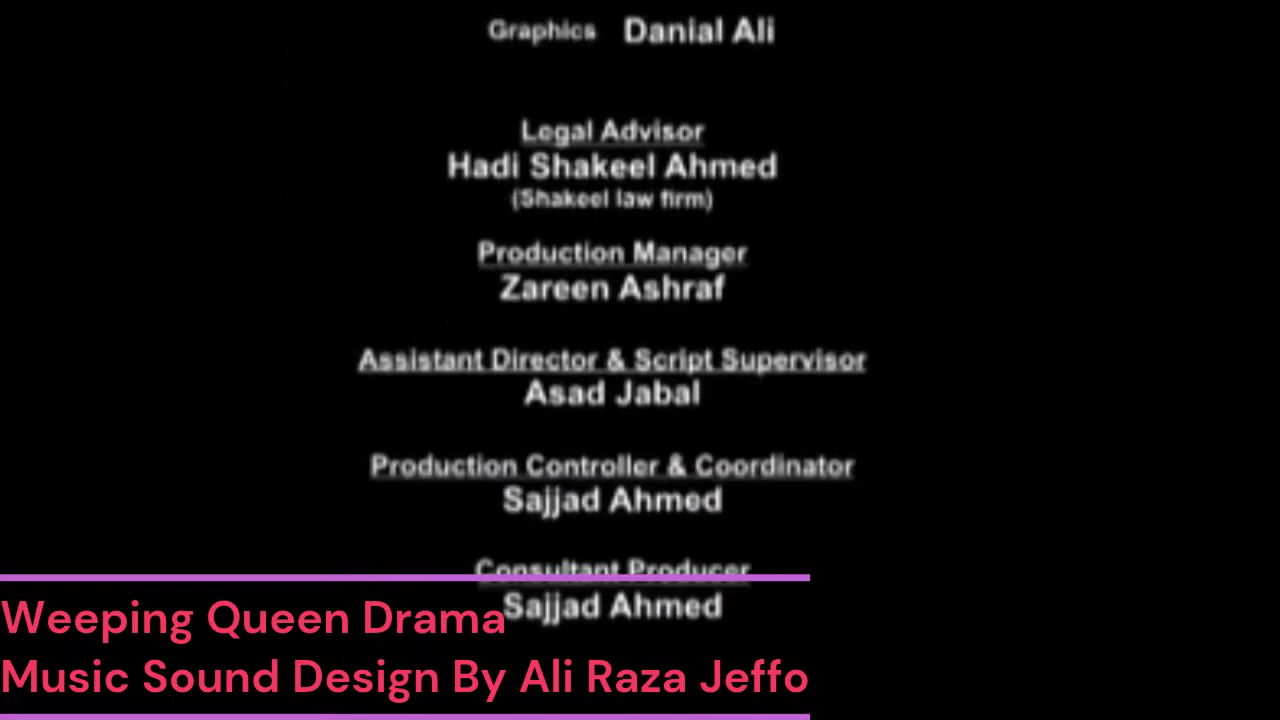 Graphics Danial Ali
Legal Advisor
Hadi Shakeel Ahmed
(Shakeel law firm)
Production Manager
Zareen Ashraf
Assistant Director & Script Supervisor
Asad Jabal
Production Controller & Coordinator
Sajjad Ahmed
Consultant Producer
Sajjad Ahmed
Weeping Queen Drama
Music Sound Design By Ali Raza Jeffo